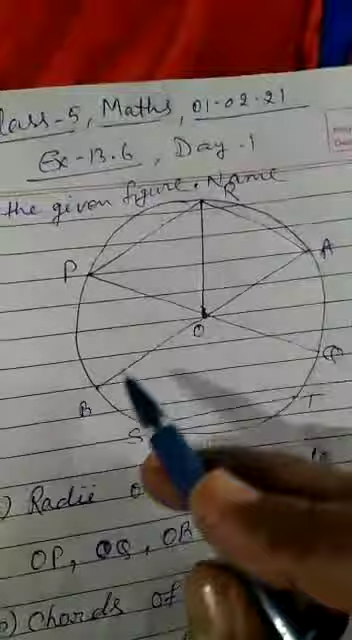 Class-5, Maths, 01-02-21
Ex-13.6, Day-1
the given figure. Name
R
P
A
O
Q
B
T
S
Radii
OP, OQ, OR
Chords of